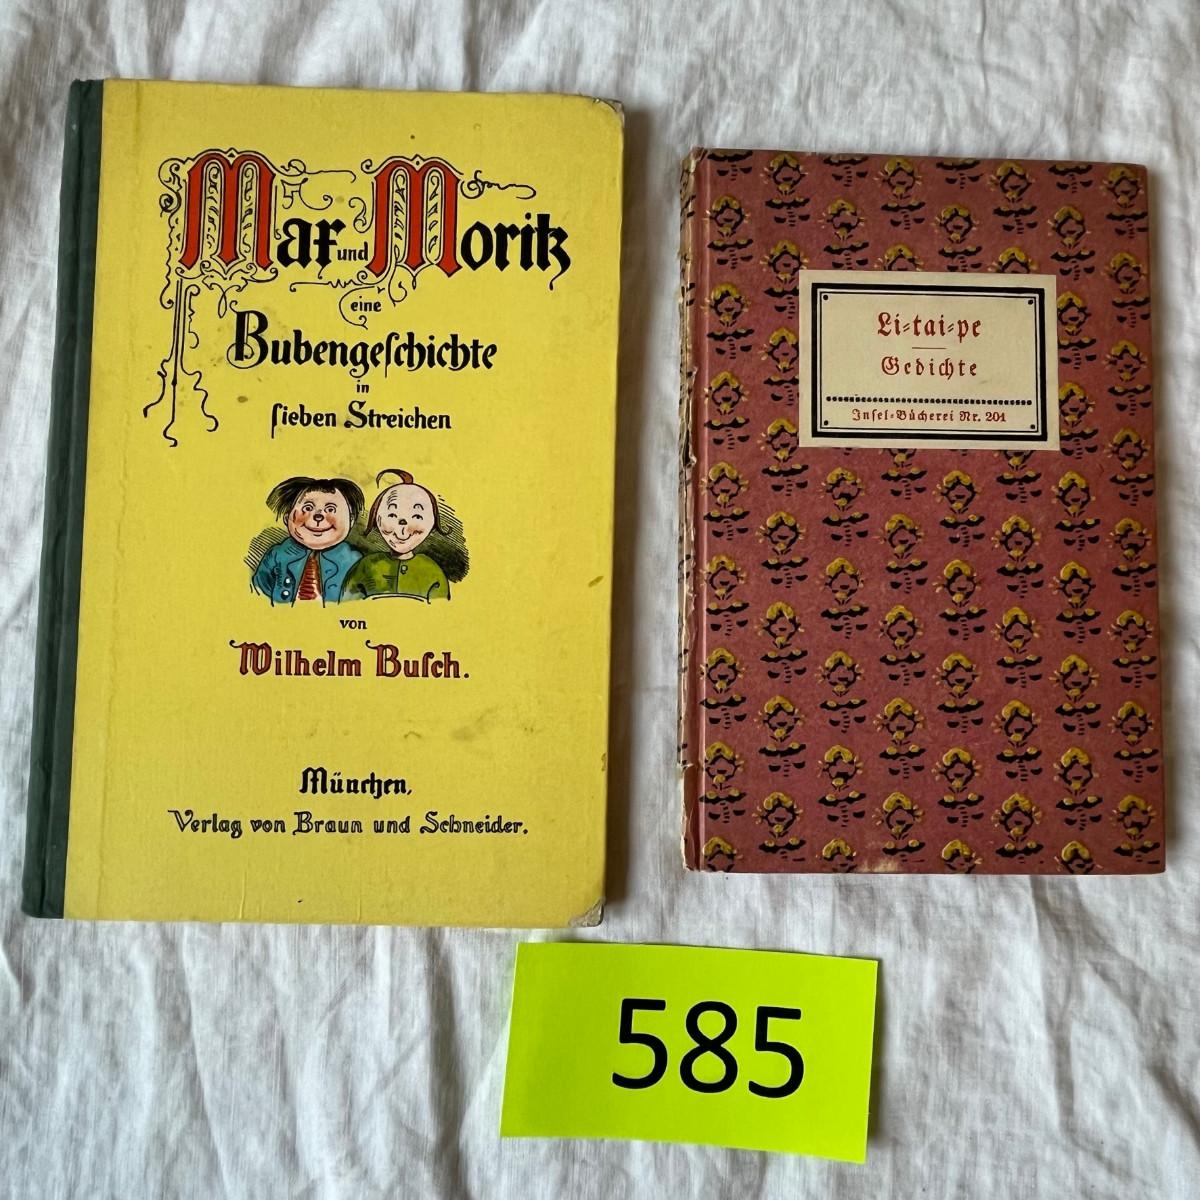 Max und Moritz
eine
Bubengeſchichte
in
ſieben Streichen
von
Wilhelm Buſch.
München,
Verlag von Braun und Schneider.
Li-tai-pe
Gedichte
Inſel-Bücherei Nr. 201
585